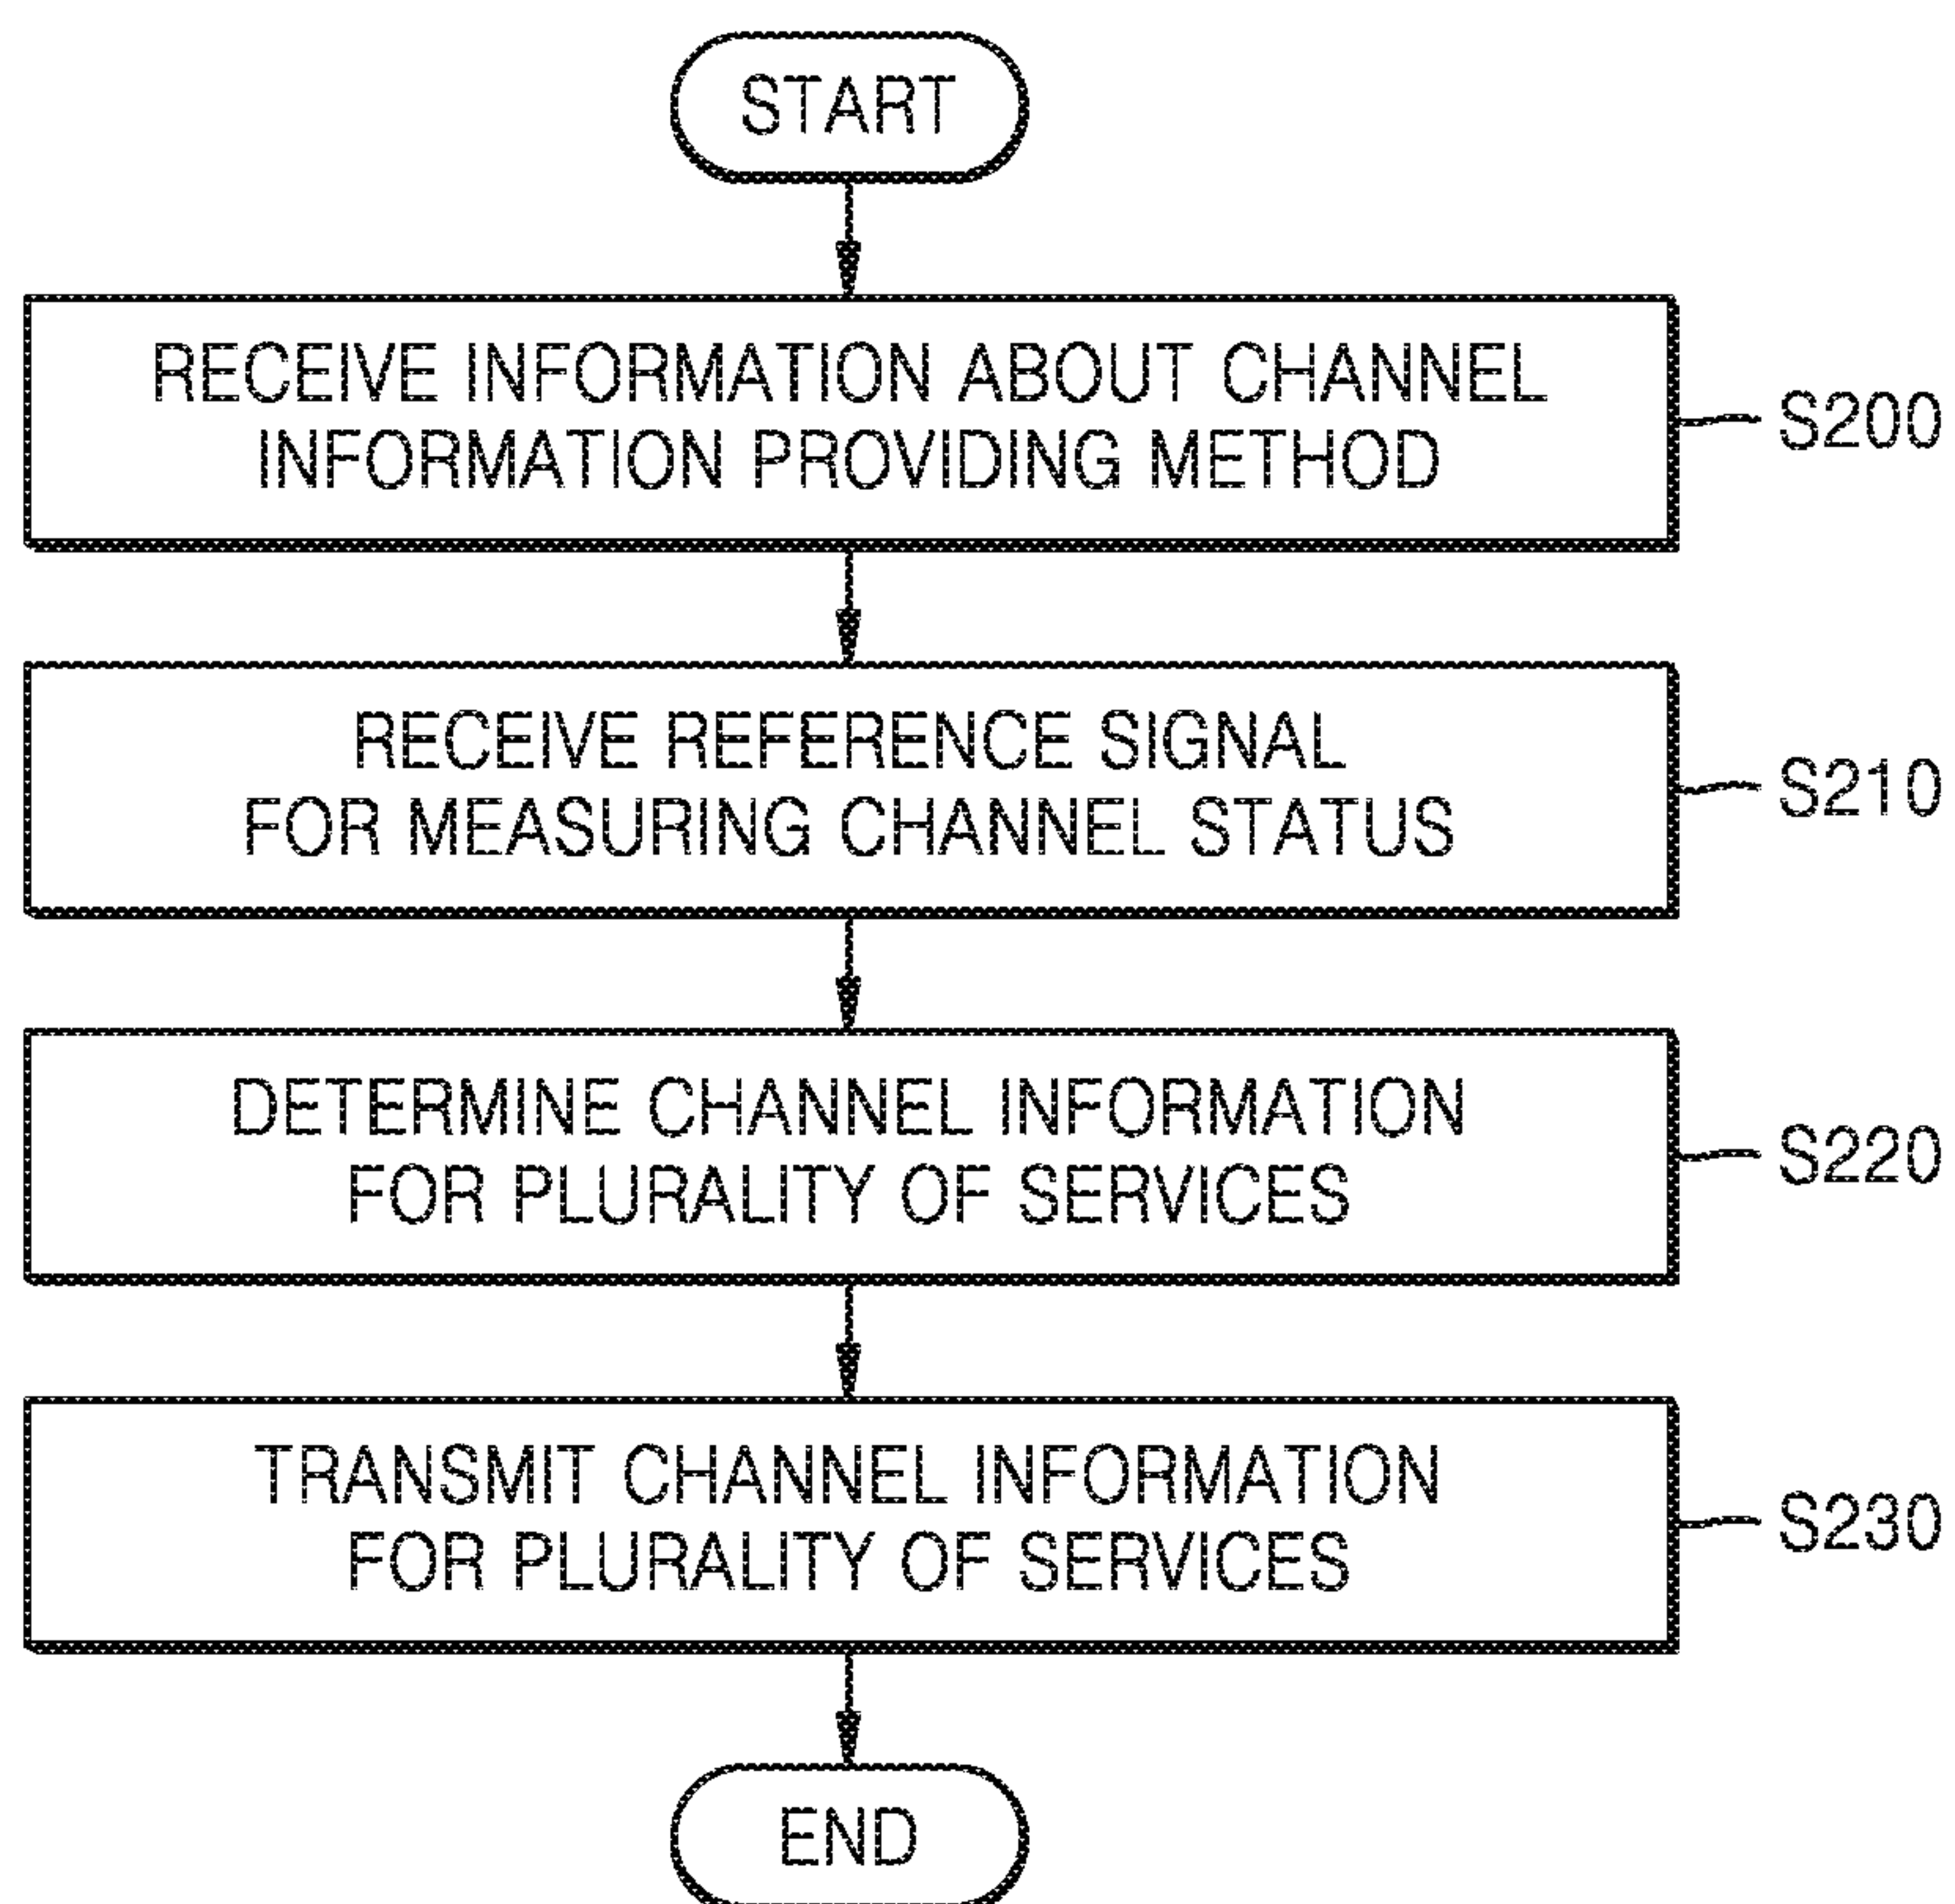 START
RECEIVE INFORMATION ABOUT CHANNEL
INFORMATION PROVIDING METHOD
S200
RECEIVE REFERENCE SIGNAL
FOR MEASURING CHANNEL STATUS
S210
DETERMINE CHANNEL INFORMATION
FOR PLURALITY OF SERVICES
S220
TRANSMIT CHANNEL INFORMATION
FOR PLURALITY OF SERVICES
S230
END